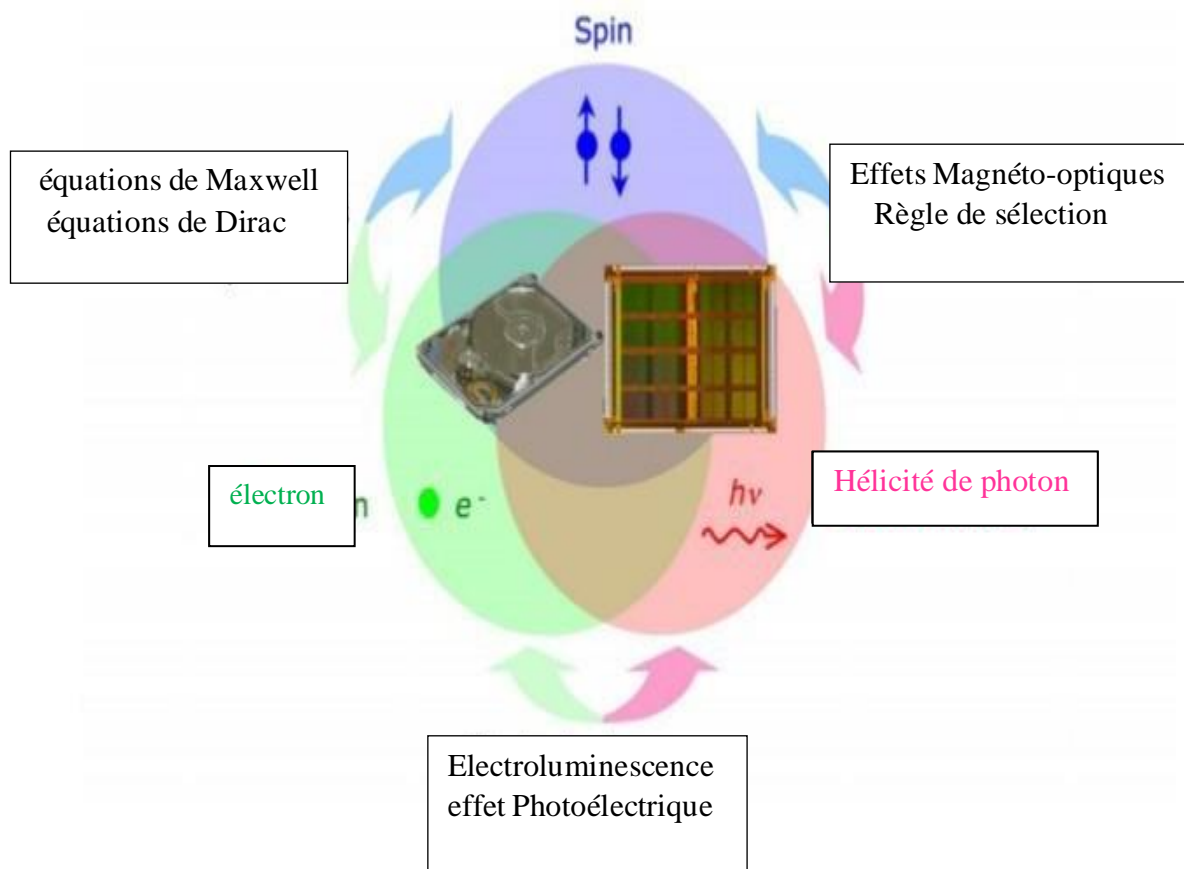 Spin
équations de Maxwell
équations de Dirac
Effets Magnéto-optiques
Règle de sélection
électron
n
e-
hν
Hélicité de photon
Electroluminescence
effet Photoélectrique